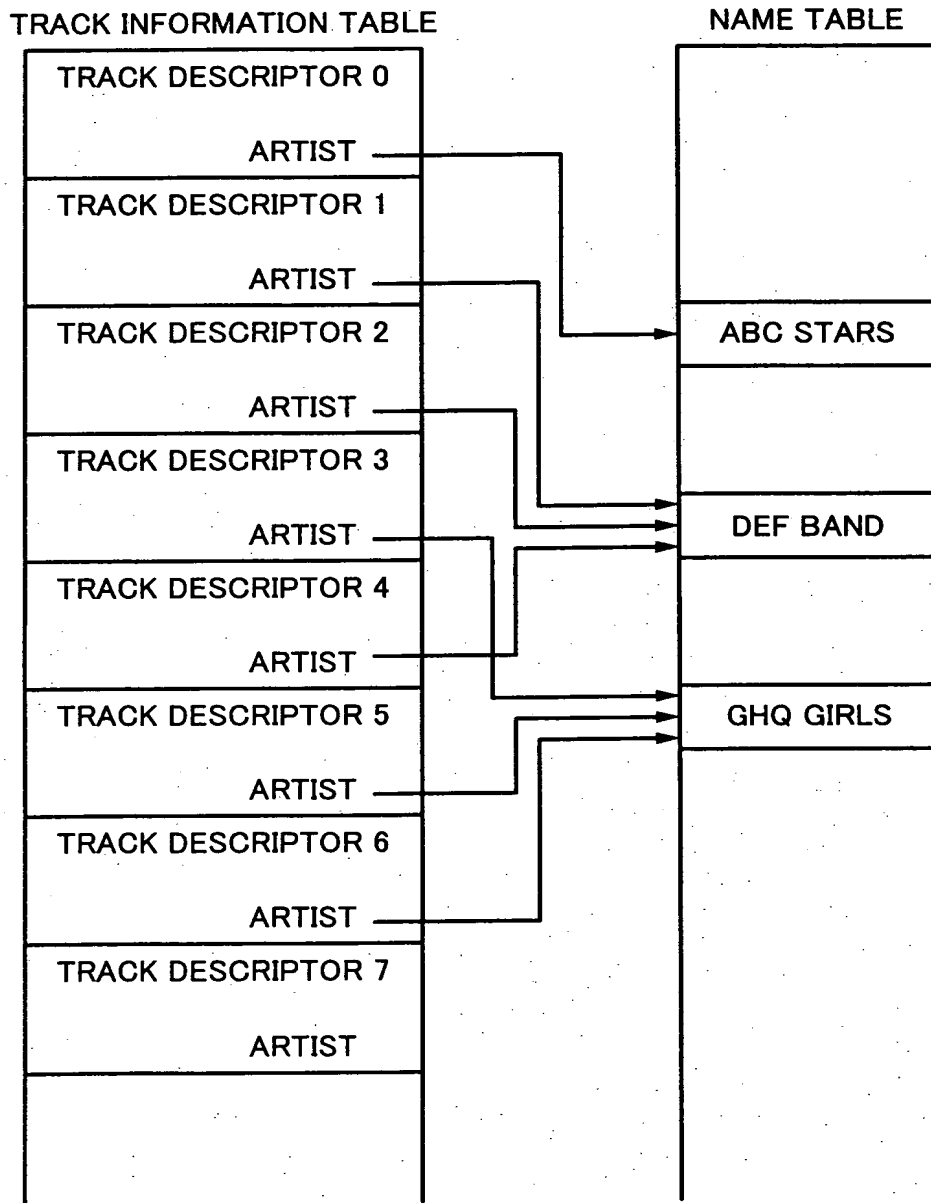 TRACK INFORMATION TABLE
TRACK DESCRIPTOR 0
ARTIST
TRACK DESCRIPTOR 1
ARTIST
TRACK DESCRIPTOR 2
ARTIST
TRACK DESCRIPTOR 3
ARTIST
TRACK DESCRIPTOR 4
ARTIST
TRACK DESCRIPTOR 5
ARTIST
TRACK DESCRIPTOR 6
ARTIST
TRACK DESCRIPTOR 7
ARTIST
NAME TABLE
ABC STARS
DEF BAND
GHQ GIRLS